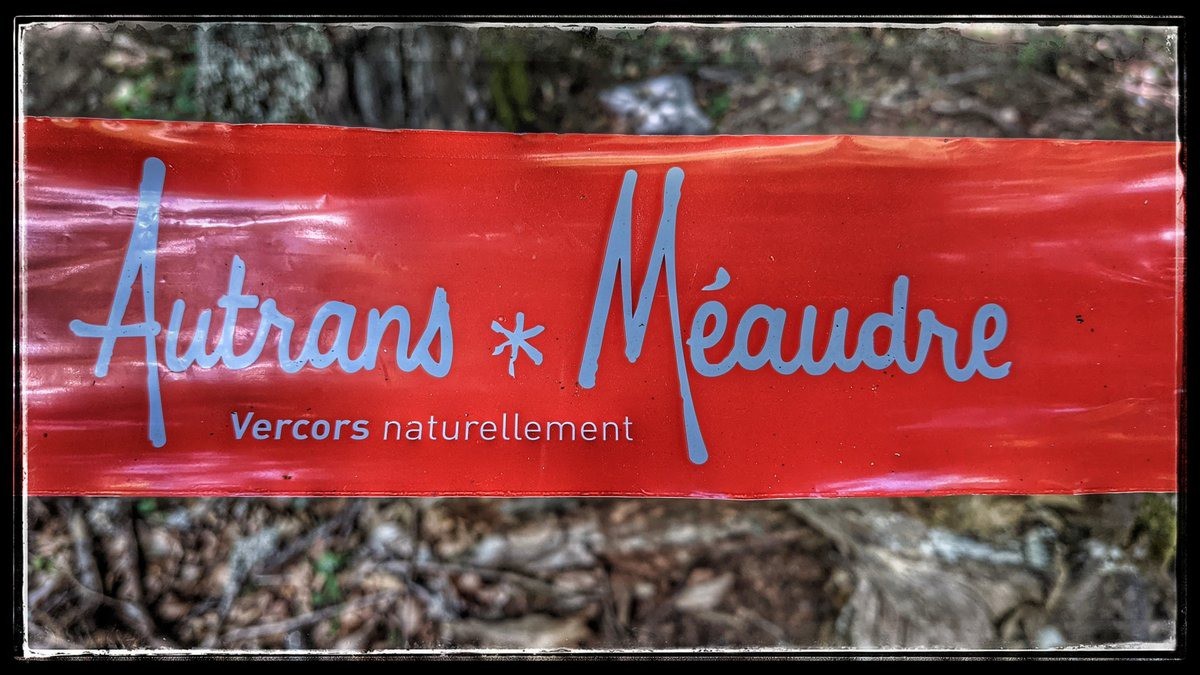 Autrans * Méaudre
Vercors naturellement